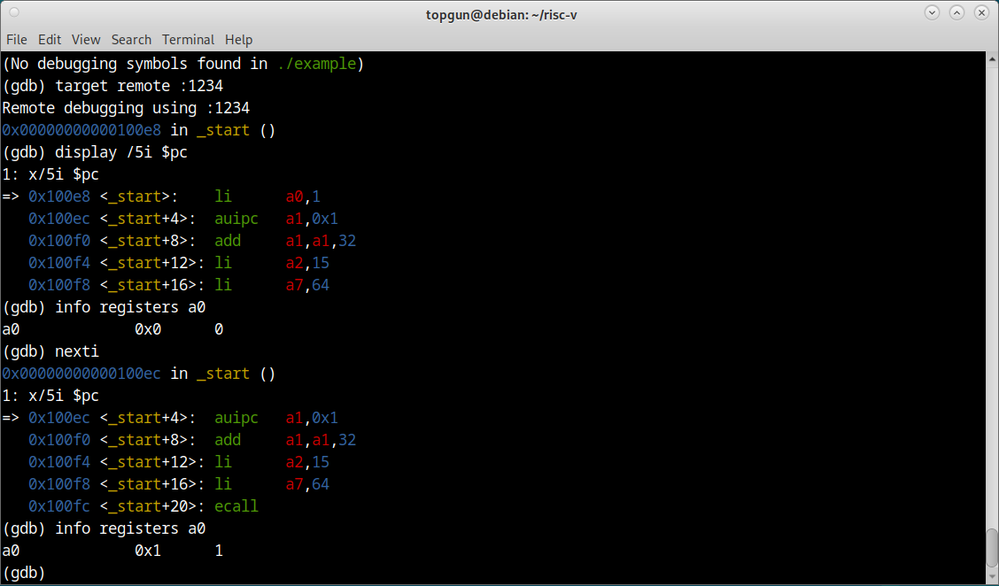 topgun@debian: ~/risc-v
File Edit View Search Terminal Help
(No debugging symbols found in ./example)
(gdb) target remote :1234
Remote debugging using :1234
0x00000000000100e8 in _start ()
(gdb) display /5i $pc
1: x/5i $pc
=> 0x100e8 <_start>:    li      a0,1
   0x100ec <_start+4>:  auipc   a1,0x1
   0x100f0 <_start+8>:  add     a1,a1,32
   0x100f4 <_start+12>: li      a2,15
   0x100f8 <_start+16>: li      a7,64
(gdb) info registers a0
a0             0x0      0
(gdb) nexti
0x00000000000100ec in _start ()
1: x/5i $pc
=> 0x100ec <_start+4>:  auipc   a1,0x1
   0x100f0 <_start+8>:  add     a1,a1,32
   0x100f4 <_start+12>: li      a2,15
   0x100f8 <_start+16>: li      a7,64
   0x100fc <_start+20>: ecall
(gdb) info registers a0
a0             0x1      1
(gdb)